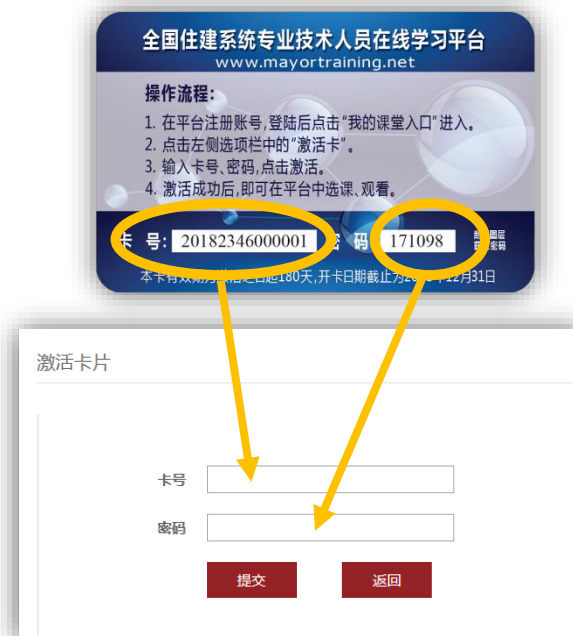 全国住建系统专业技术人员在线学习平台
www.mayortraining.net
操作流程:
1. 在平台注册账号,登陆后点击“我的课堂入口”进入。
2. 点击左侧选项栏中的“激活卡”。
3. 输入卡号、密码,点击激活。
4. 激活成功后,即可在平台中选课、观看。
卡 号: 20182346000001 密 码 171098
本卡有效期为激活之日起180天,开卡日期截止为20 年12月31日
激活卡片
卡号
密码
提交 返回